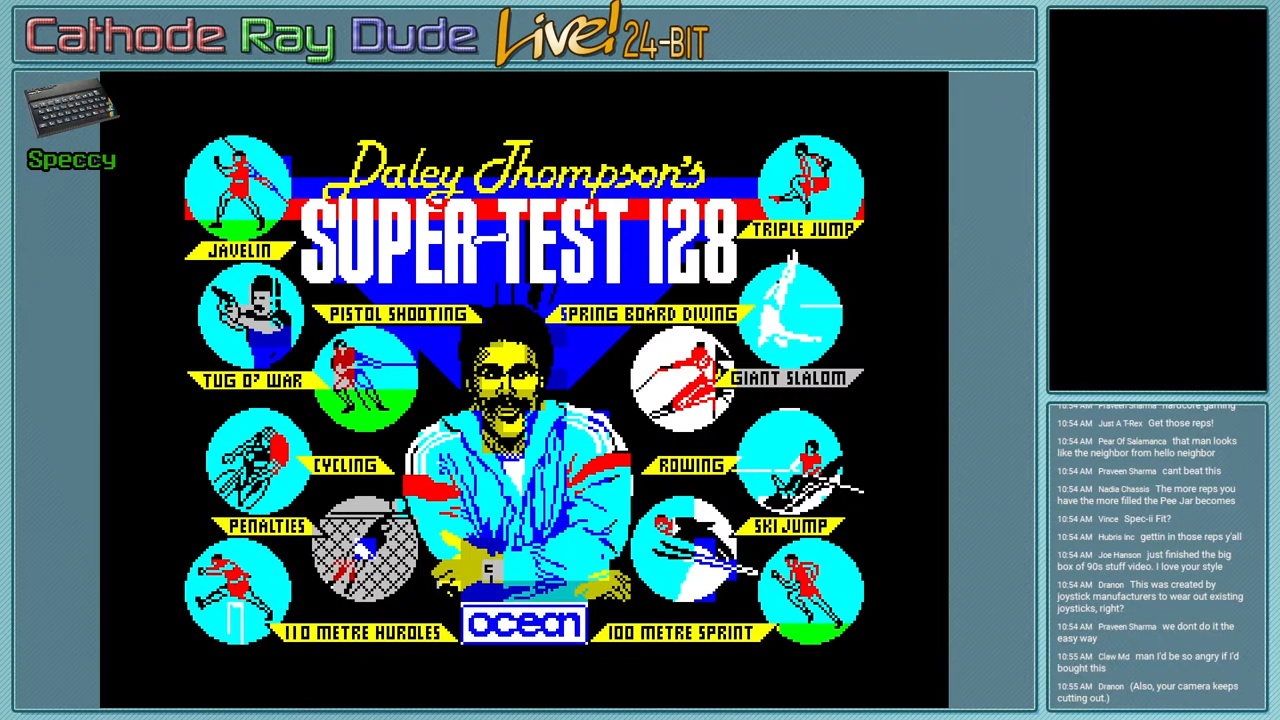 Cathode Ray Dude Live! 24-BIT
Speccy
Daley Thompson's
SUPER-TEST 128
JAVELIN
TRIPLE JUMP
PISTOL SHOOTING
SPRING BOARD DIVING
TUG O' WAR
GIANT SLALOM
CYCLING
ROWING
PENALTIES
SKI JUMP
110 METRE HURDLES
ocean
100 METRE SPRINT
10:54 AM Praveen Sharma hardcore gaming
10:54 AM Just A T-Rex Get those reps!
10:54 AM Pear Of Salamanca that man looks
like the neighbor from hello neighbor
10:54 AM Praveen Sharma cant beat this
10:54 AM Nadia Chassis The more reps you
have the more filled the Pee Jar becomes
10:54 AM Vince Spec-ii Fit?
10:54 AM Hubris Inc gettin in those reps y'all
10:54 AM Joe Hanson just finished the big
box of 90s stuff video. I love your style
10:54 AM Dranon This was created by
joystick manufacturers to wear out existing
joysticks, right?
10:54 AM Praveen Sharma we dont do it the
easy way
10:55 AM Claw Md man I'd be so angry if I'd
bought this
10:55 AM Dranon (Also, your camera keeps
cutting out.)